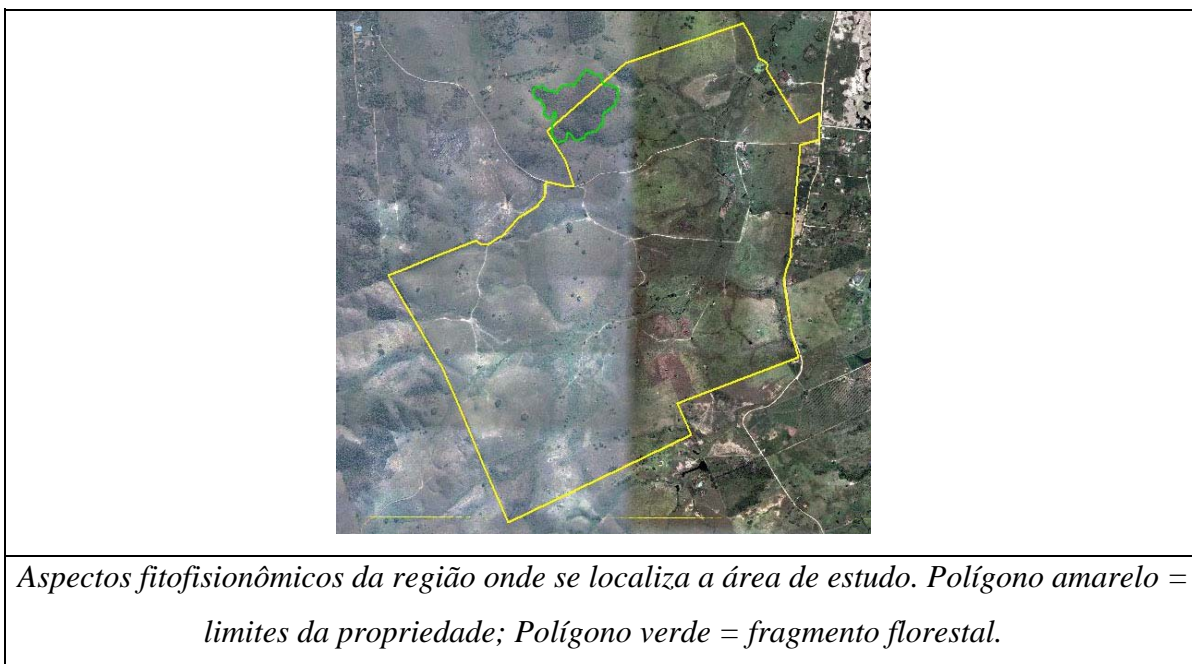 Aspectos fitofisionômicos da região onde se localiza a área de estudo. Polígono amarelo =
limites da propriedade; Polígono verde = fragmento florestal.